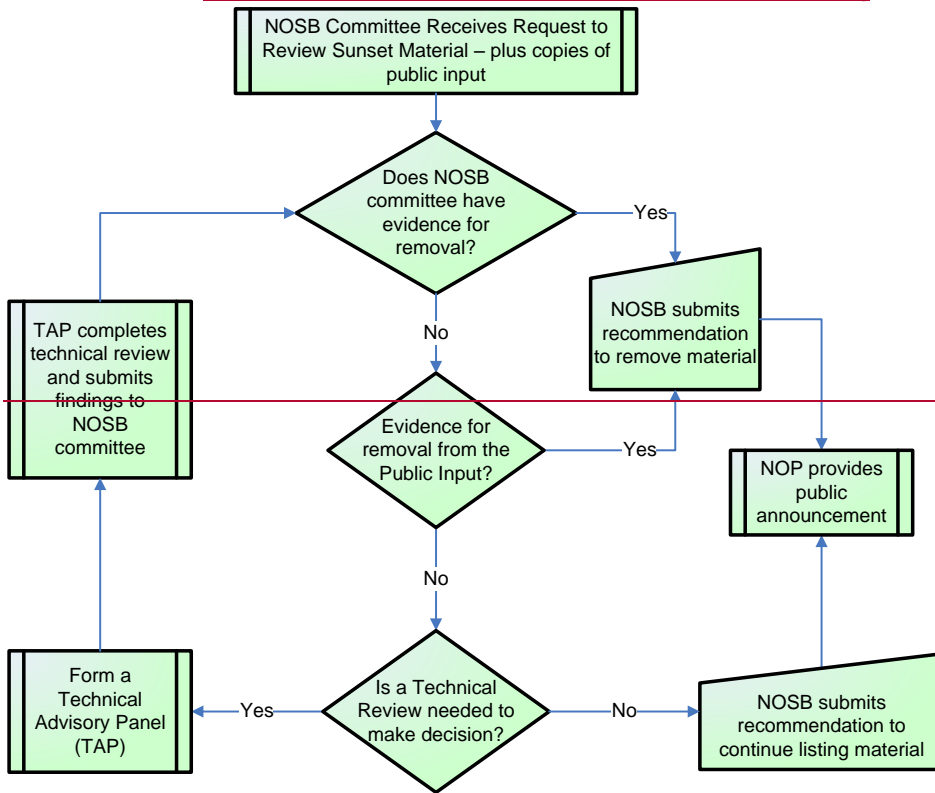 NOSB Committee Receives Request to
Review Sunset Material – plus copies of
public input
Does NOSB
committee have
evidence for
removal?
Yes
NOSB submits
recommendation
to remove material
No
TAP completes
technical review
and submits
findings to
NOSB
committee
Evidence for
removal from the
Public Input?
Yes
NOP provides
public
announcement
No
Form a
Technical
Advisory Panel
(TAP)
Yes
Is a Technical
Review needed to
make decision?
No
NOSB submits
recommendation to
continue listing material